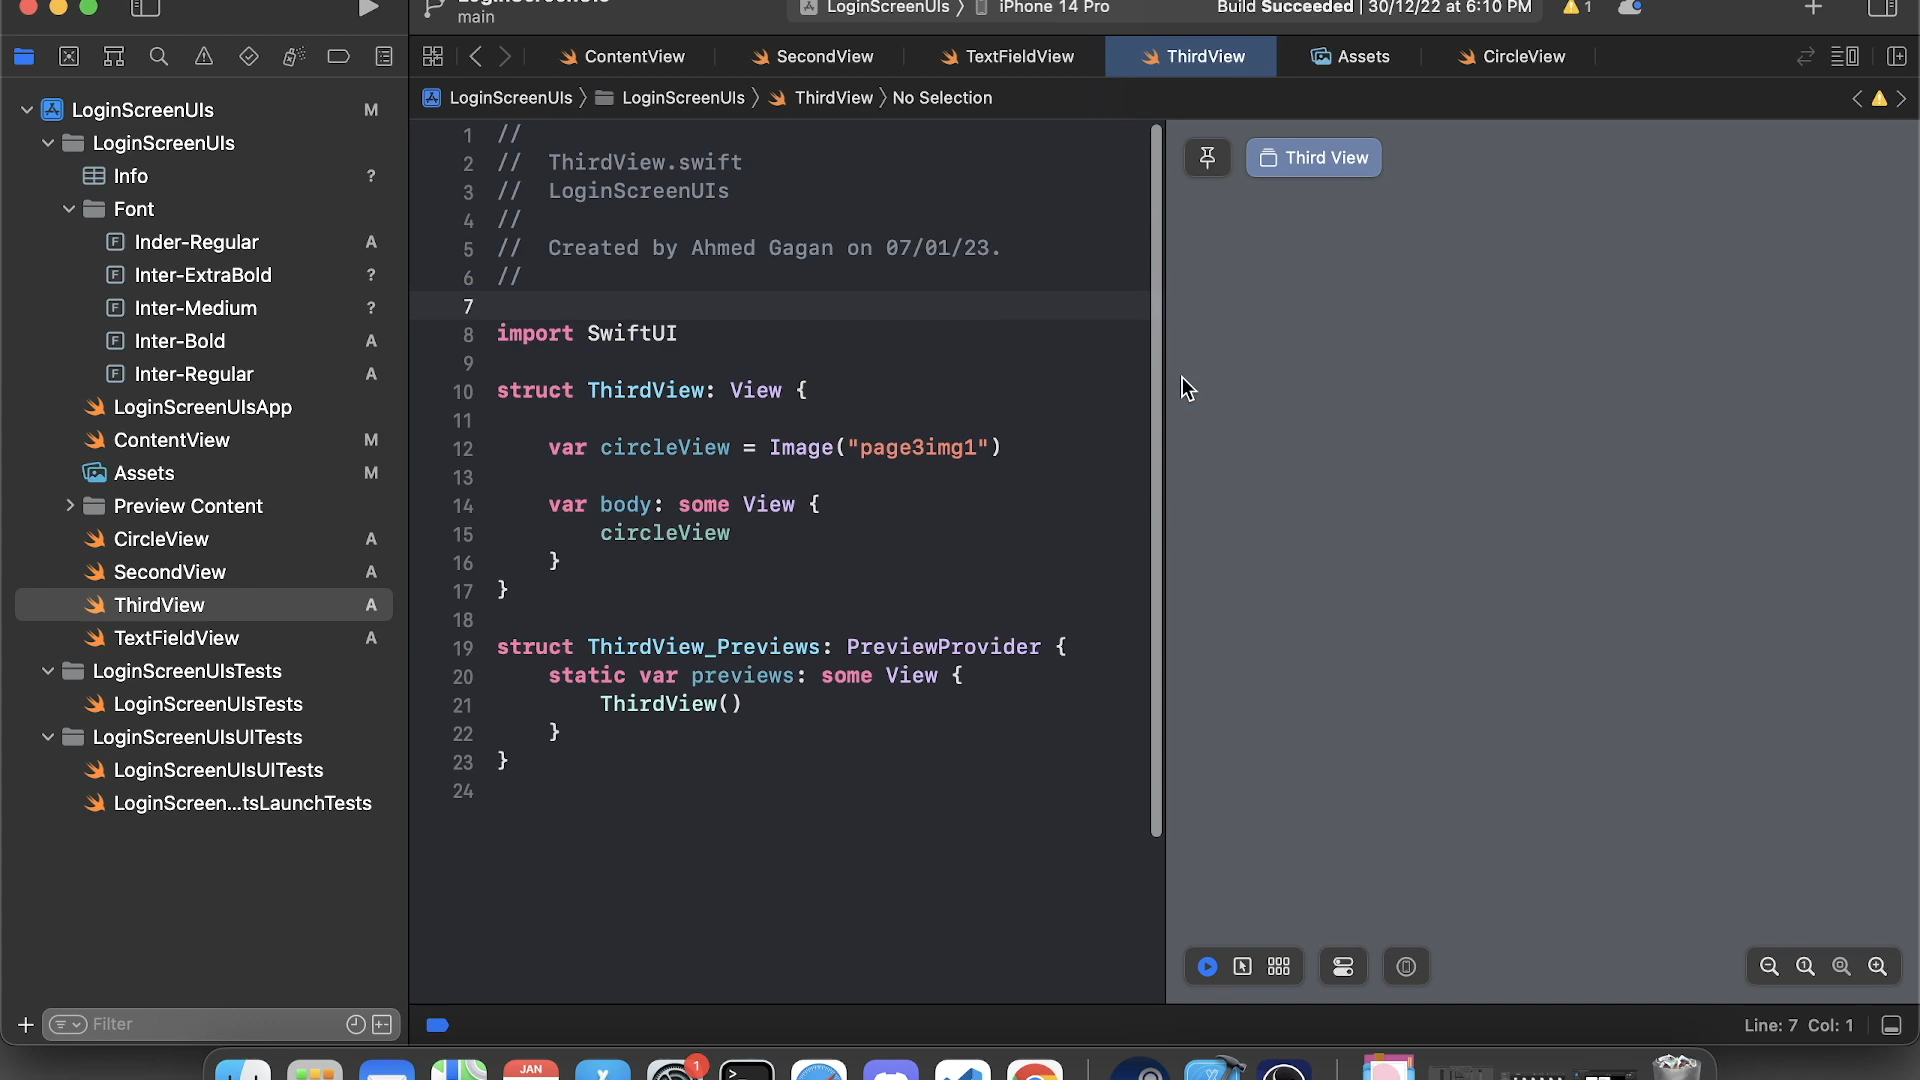 main
LoginScreenUIs 〉 iPhone 14 Pro
Build Succeeded | 30/12/22 at 6:10 PM
1
ContentView
SecondView
TextFieldView
ThirdView
Assets
CircleView
LoginScreenUIs 〉 LoginScreenUIs 〉 ThirdView 〉 No Selection
LoginScreenUIs M
LoginScreenUIs
Info ?
Font
Inder-Regular A
Inter-ExtraBold ?
Inter-Medium ?
Inter-Bold A
Inter-Regular A
LoginScreenUIsApp
ContentView M
Assets M
Preview Content
CircleView A
SecondView A
ThirdView A
TextFieldView A
LoginScreenUIsTests
LoginScreenUIsTests
LoginScreenUIsUITests
LoginScreenUIsUITests
LoginScreen...tsLaunchTests
Filter
1 //
2 //  ThirdView.swift
3 //  LoginScreenUIs
4 //
5 //  Created by Ahmed Gagan on 07/01/23.
6 //
7
8 import SwiftUI
9
10 struct ThirdView: View {
11
12     var circleView = Image("page3img1")
13
14     var body: some View {
15         circleView
16     }
17 }
18
19 struct ThirdView_Previews: PreviewProvider {
20     static var previews: some View {
21         ThirdView()
22     }
23 }
24
Third View
Line: 7 Col: 1
JAN
1